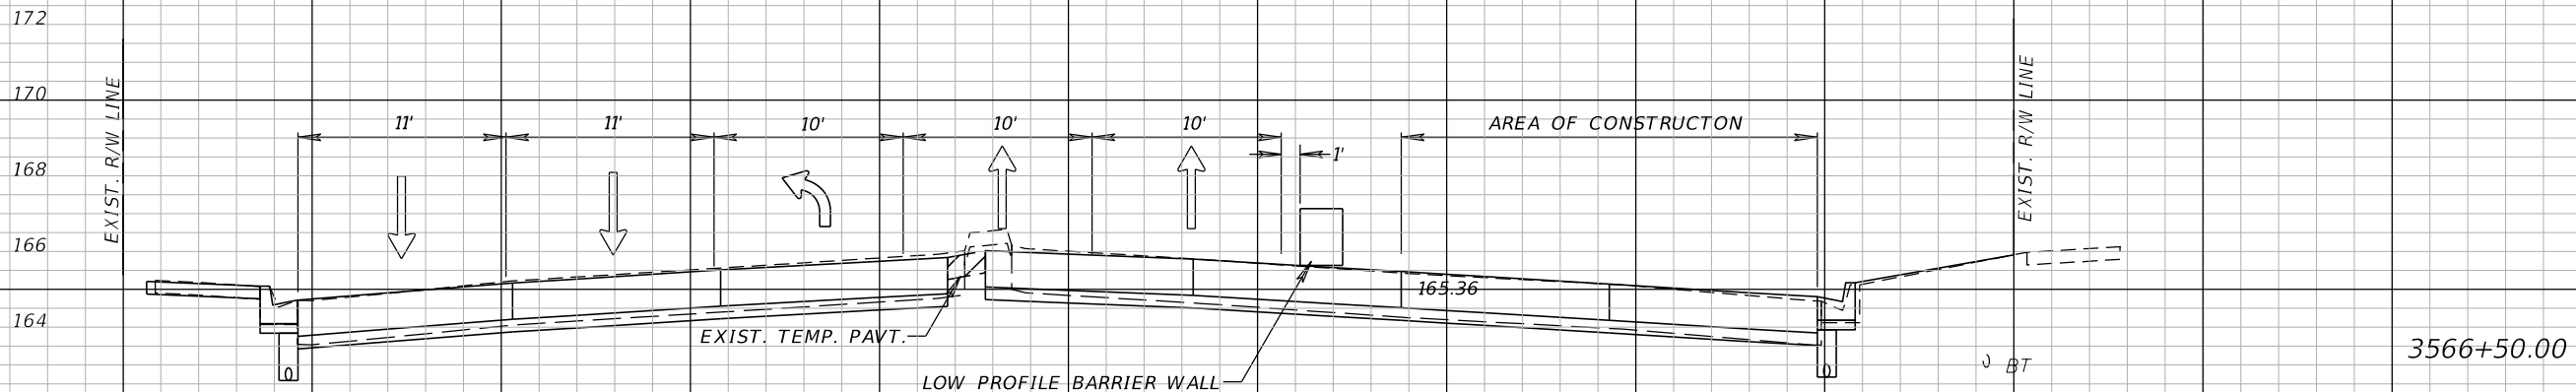 172
170
168
166
164
EXIST. R/W LINE
11'
11'
10'
10'
10'
1'
AREA OF CONSTRUCTON
EXIST. R/W LINE
165.36
EXIST. TEMP. PAVT.
LOW PROFILE BARRIER WALL
BT
3566+50.00